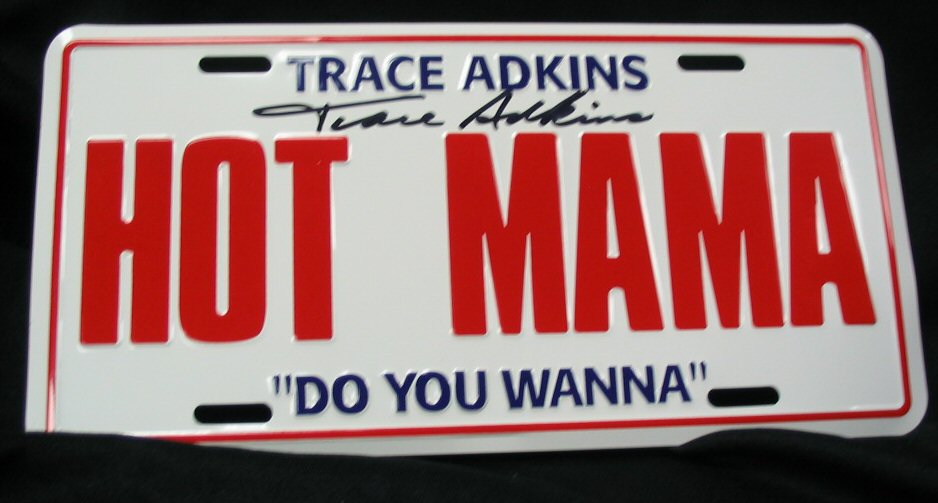 TRACE ADKINS
Trace Adkins
HOT MAMA
"DO YOU WANNA"